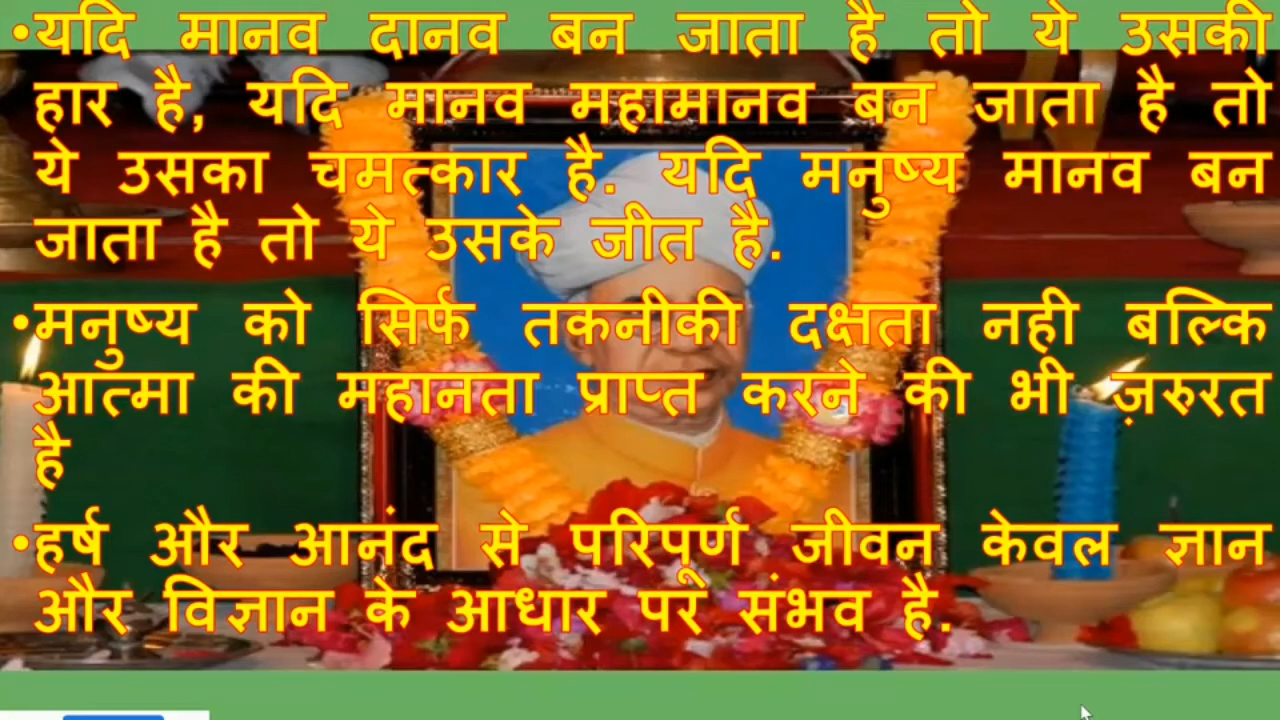 •यदि मानव दानव बन जाता है तो ये उसकी
हार है, यदि मानव महामानव बन जाता है तो
ये उसका चमत्कार है. यदि मनुष्य मानव बन
जाता है तो ये उसके जीत है.
•मनुष्य को सिर्फ तकनीकी दक्षता नही बल्कि
आत्मा की महानता प्राप्त करने की भी ज़रुरत
है
•हर्ष और आनंद से परिपूर्ण जीवन केवल ज्ञान
और विज्ञान के आधार पर संभव है.